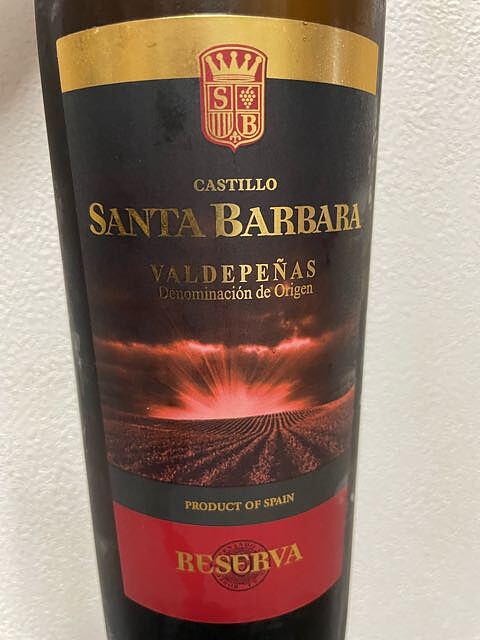 S
B
CASTILLO
SANTA BARBARA
VALDEPEÑAS
Denominación de Origen
PRODUCT OF SPAIN
RESERVA